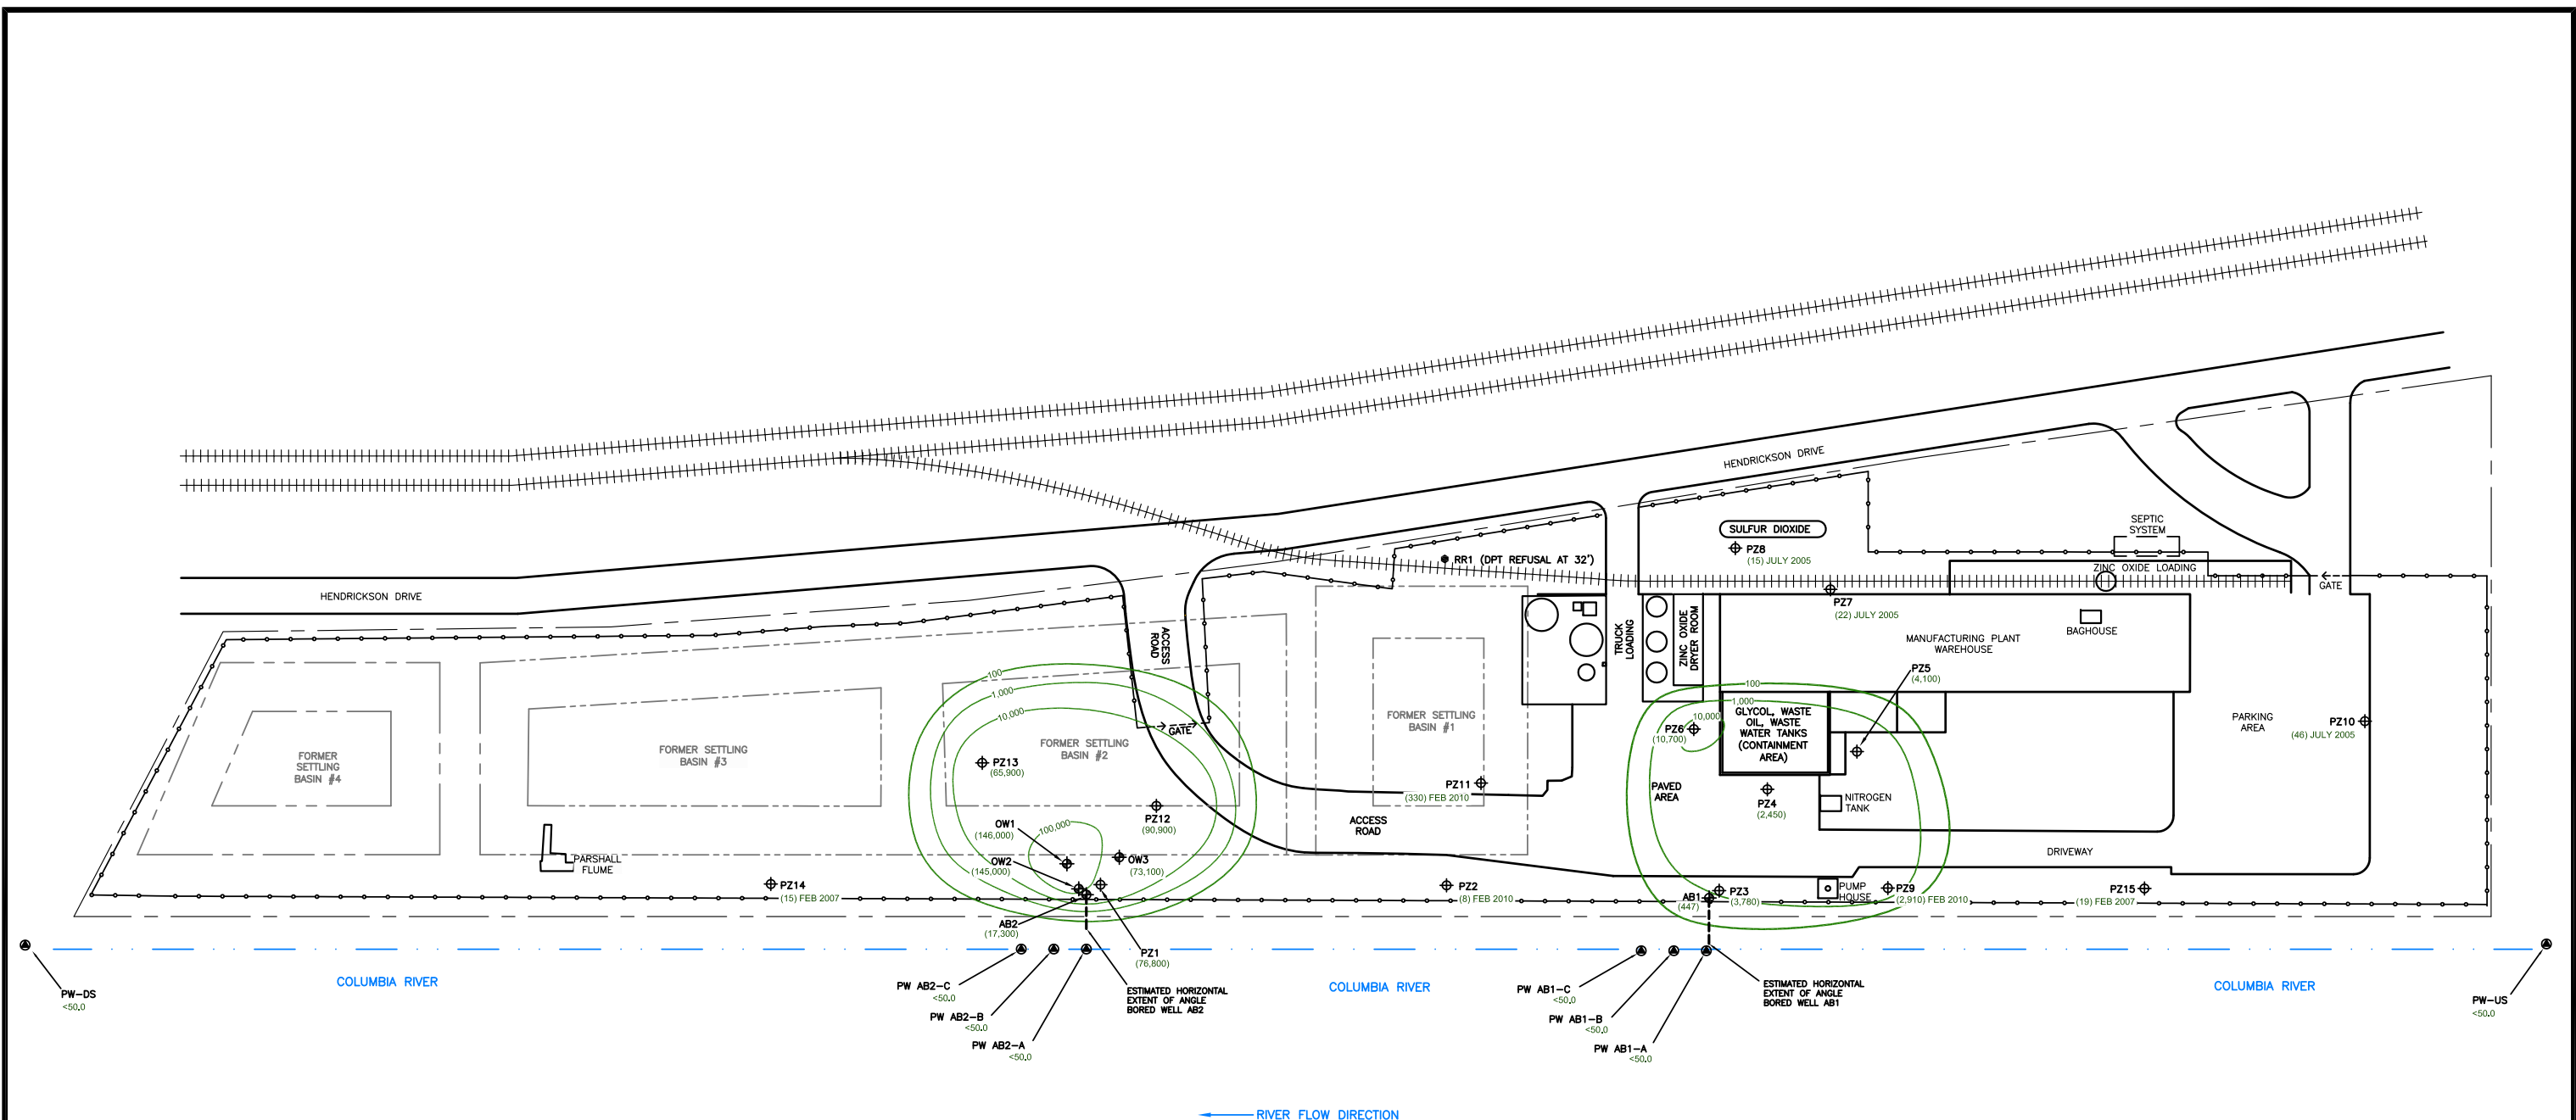 HENDRICKSON DRIVE
SULFUR DIOXIDE
PZ8
(15) JULY 2005
SEPTIC
SYSTEM
RR1 (DPT REFUSAL AT 32')
ZINC OXIDE LOADING
GATE
HENDRICKSON DRIVE
PZ7
(22) JULY 2005
BAGHOUSE
MANUFACTURING PLANT
WAREHOUSE
ACCESS
ROAD
TRUCK
LOADING
ZINC OXIDE
DRYER ROOM
PZ5
(4,100)
100
1,000
10,000
GATE
100
1,000
10,000
GLYCOL, WASTE
OIL, WASTE
WATER TANKS
(CONTAINMENT
AREA)
PZ6
(10,700)
PARKING
AREA
PZ10
(46) JULY 2005
FORMER SETTLING
BASIN #1
FORMER SETTLING
BASIN #2
FORMER SETTLING
BASIN #3
FORMER
SETTLING
BASIN #4
PZ13
(65,900)
PZ11
(330) FEB 2010
PAVED
AREA
PZ4
(2,450)
NITROGEN
TANK
PZ12
(90,900)
ACCESS
ROAD
OW1
(146,000)
100,000
OW2
(145,000)
OW3
(73,100)
PARSHALL
FLUME
DRIVEWAY
PZ14
(15) FEB 2007
PZ2
(8) FEB 2010
AB1
(447)
PZ3
(3,780)
PUMP
HOUSE
PZ9
(2,910) FEB 2010
PZ15
(19) FEB 2007
AB2
(17,300)
PZ1
(76,800)
COLUMBIA RIVER
COLUMBIA RIVER
COLUMBIA RIVER
PW-DS
<50.0
PW AB2-C
<50.0
PW AB2-B
<50.0
PW AB2-A
<50.0
ESTIMATED HORIZONTAL
EXTENT OF ANGLE
BORED WELL AB2
PW AB1-C
<50.0
PW AB1-B
<50.0
PW AB1-A
<50.0
ESTIMATED HORIZONTAL
EXTENT OF ANGLE
BORED WELL AB1
PW-US
<50.0
RIVER FLOW DIRECTION